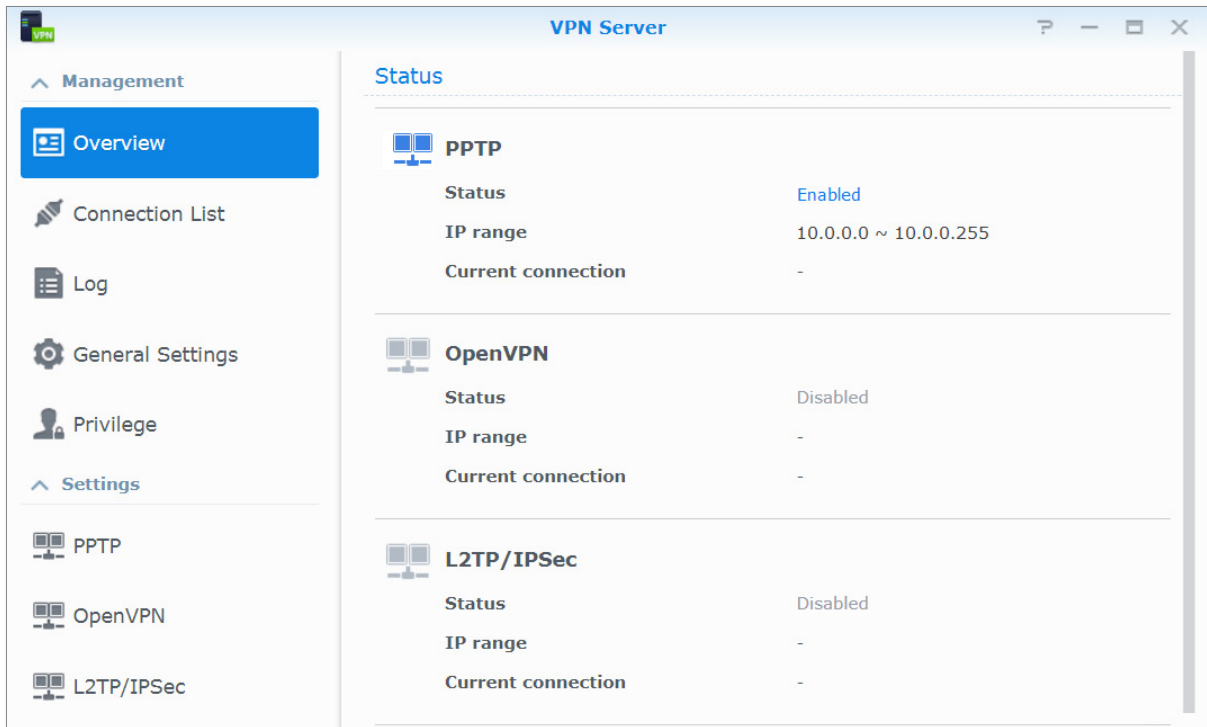 VPN
VPN Server
Management
Overview
Connection List
Log
General Settings
Privilege
Settings
PPTP
OpenVPN
L2TP/IPSec
Status
PPTP
Status Enabled
IP range 10.0.0.0 ~ 10.0.0.255
Current connection -
OpenVPN
Status Disabled
IP range -
Current connection -
L2TP/IPSec
Status Disabled
IP range -
Current connection -